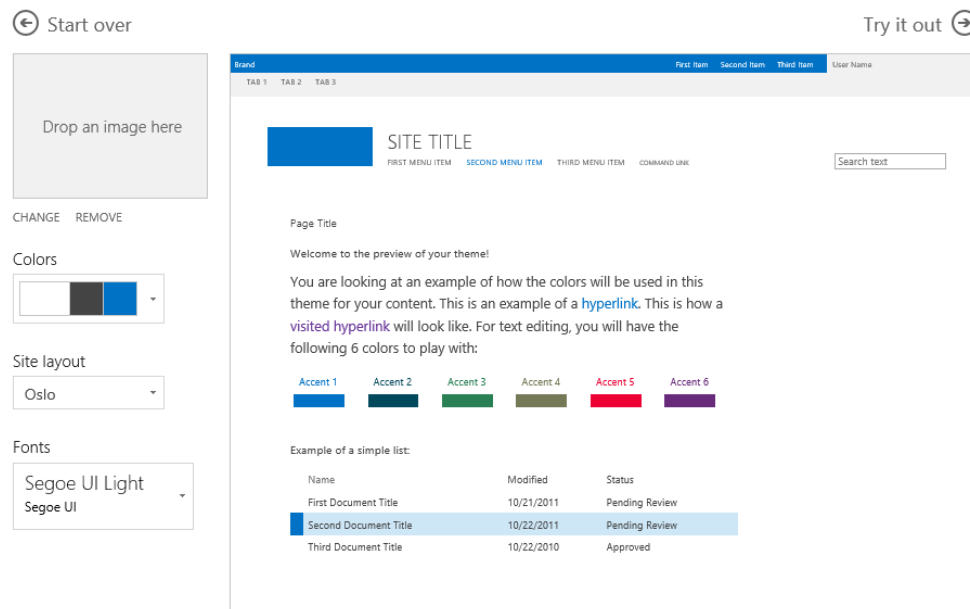 Start over
Try it out
Drop an image here
CHANGE REMOVE
Colors
Site layout
Oslo
Fonts
Segoe UI Light
Segoe UI
Brand First Item Second Item Third Item User Name
TAB 1 TAB 2 TAB 3
SITE TITLE
FIRST MENU ITEM SECOND MENU ITEM THIRD MENU ITEM COMMAND LINK
Search text
Page Title
Welcome to the preview of your theme!
You are looking at an example of how the colors will be used in this
theme for your content. This is an example of a hyperlink. This is how a
visited hyperlink will look like. For text editing, you will have the
following 6 colors to play with:
Accent 1 Accent 2 Accent 3 Accent 4 Accent 5 Accent 6
Example of a simple list:
Name Modified Status
First Document Title 10/21/2011 Pending Review
Second Document Title 10/22/2011 Pending Review
Third Document Title 10/22/2010 Approved